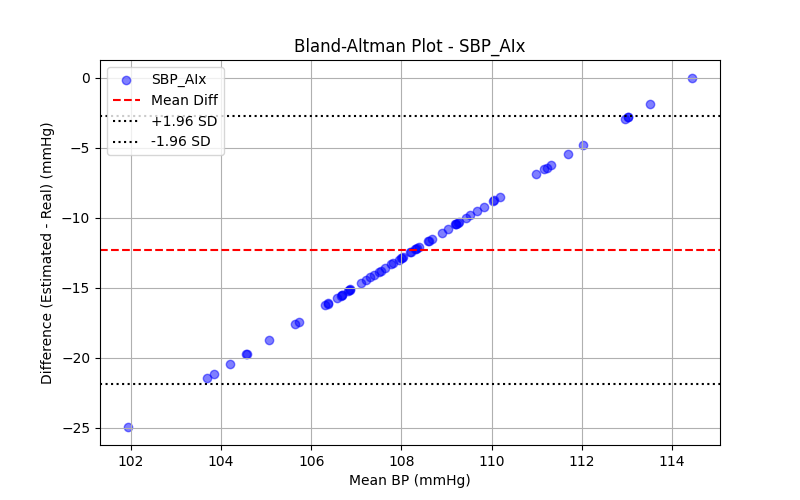 Bland-Altman Plot - SBP_AIx
SBP_AIx
Mean Diff
+1.96 SD
-1.96 SD
Difference (Estimated - Real) (mmHg)
0
−5
−10
−15
−20
−25
102 104 106 108 110 112 114
Mean BP (mmHg)